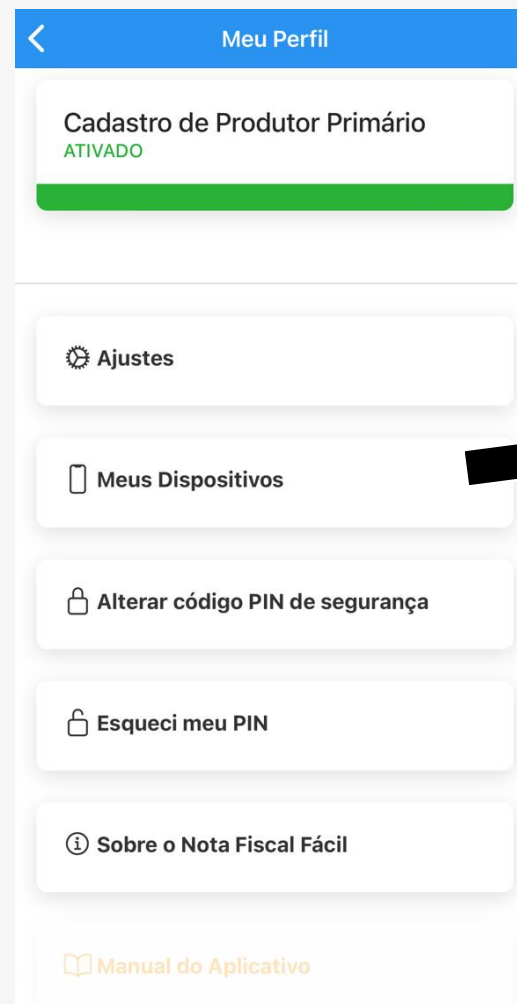 Meu Perfil
Cadastro de Produtor Primário
ATIVADO
Ajustes
Meus Dispositivos
Alterar código PIN de segurança
Esqueci meu PIN
Sobre o Nota Fiscal Fácil
Manual do Aplicativo